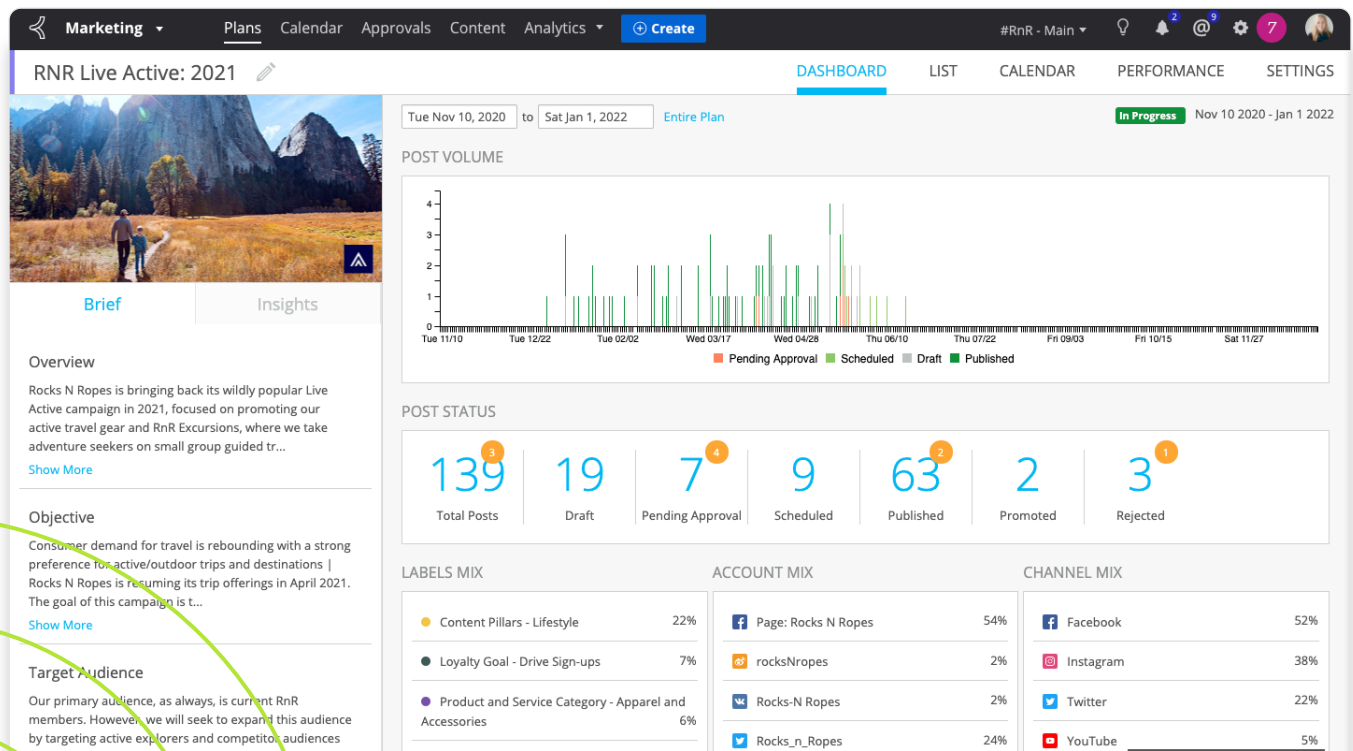 Marketing
Plans
Calendar
Approvals
Content
Analytics
Create
#RnR - Main
2
9
7
RNR Live Active: 2021
DASHBOARD
LIST
CALENDAR
PERFORMANCE
SETTINGS
Tue Nov 10, 2020 to Sat Jan 1, 2022 Entire Plan
In Progress Nov 10 2020 - Jan 1 2022
Brief
Insights
Overview
Rocks N Ropes is bringing back its wildly popular Live
Active campaign in 2021, focused on promoting our
active travel gear and RnR Excursions, where we take
adventure seekers on small group guided tr...
Show More
Objective
Consumer demand for travel is rebounding with a strong
preference for active/outdoor trips and destinations |
Rocks N Ropes is resuming its trip offerings in April 2021.
The goal of this campaign is t...
Show More
Target Audience
Our primary audience, as always, is current RnR
members. However, we will seek to expand this audience
by targeting active explorers and competitor audiences
POST VOLUME
4
3
2
1
0
Tue 11/10 Tue 12/22 Tue 02/02 Wed 03/17 Wed 04/28 Thu 06/10 Thu 07/22 Fri 09/03 Fri 10/15 Sat 11/27
Pending Approval Scheduled Draft Published
POST STATUS
139 3
Total Posts
19
Draft
7 4
Pending Approval
9
Scheduled
63 2
Published
2
Promoted
3 1
Rejected
LABELS MIX
Content Pillars - Lifestyle 22%
Loyalty Goal - Drive Sign-ups 7%
Product and Service Category - Apparel and
Accessories 6%
ACCOUNT MIX
Page: Rocks N Ropes 54%
rocksNropes 2%
Rocks-N Ropes 2%
Rocks_n_Ropes 24%
CHANNEL MIX
Facebook 52%
Instagram 38%
Twitter 22%
YouTube 5%